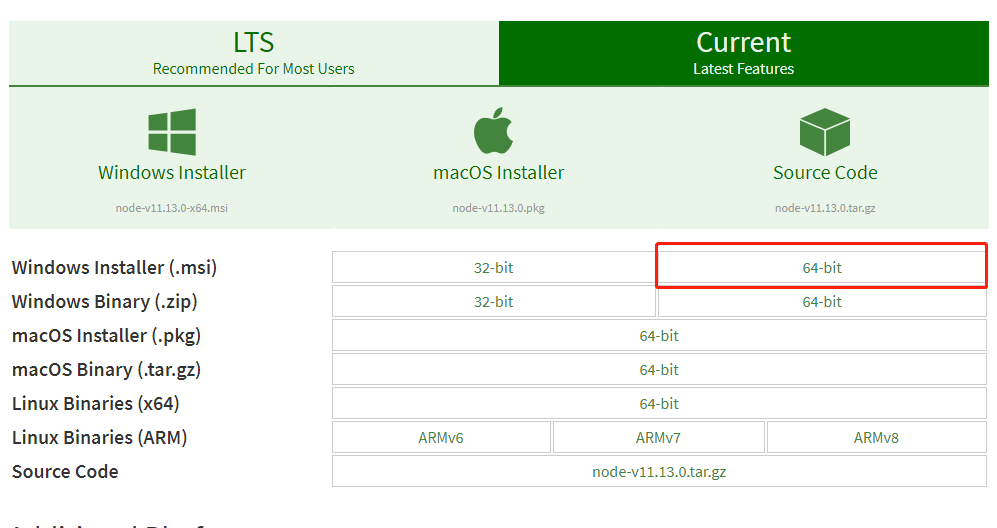 LTS
Recommended For Most Users
Current
Latest Features
Windows Installer
node-v11.13.0-x64.msi
macOS Installer
node-v11.13.0.pkg
Source Code
node-v11.13.0.tar.gz
Windows Installer (.msi) 32-bit 64-bit
Windows Binary (.zip) 32-bit 64-bit
macOS Installer (.pkg) 64-bit
macOS Binary (.tar.gz) 64-bit
Linux Binaries (x64) 64-bit
Linux Binaries (ARM) ARMv6 ARMv7 ARMv8
Source Code node-v11.13.0.tar.gz